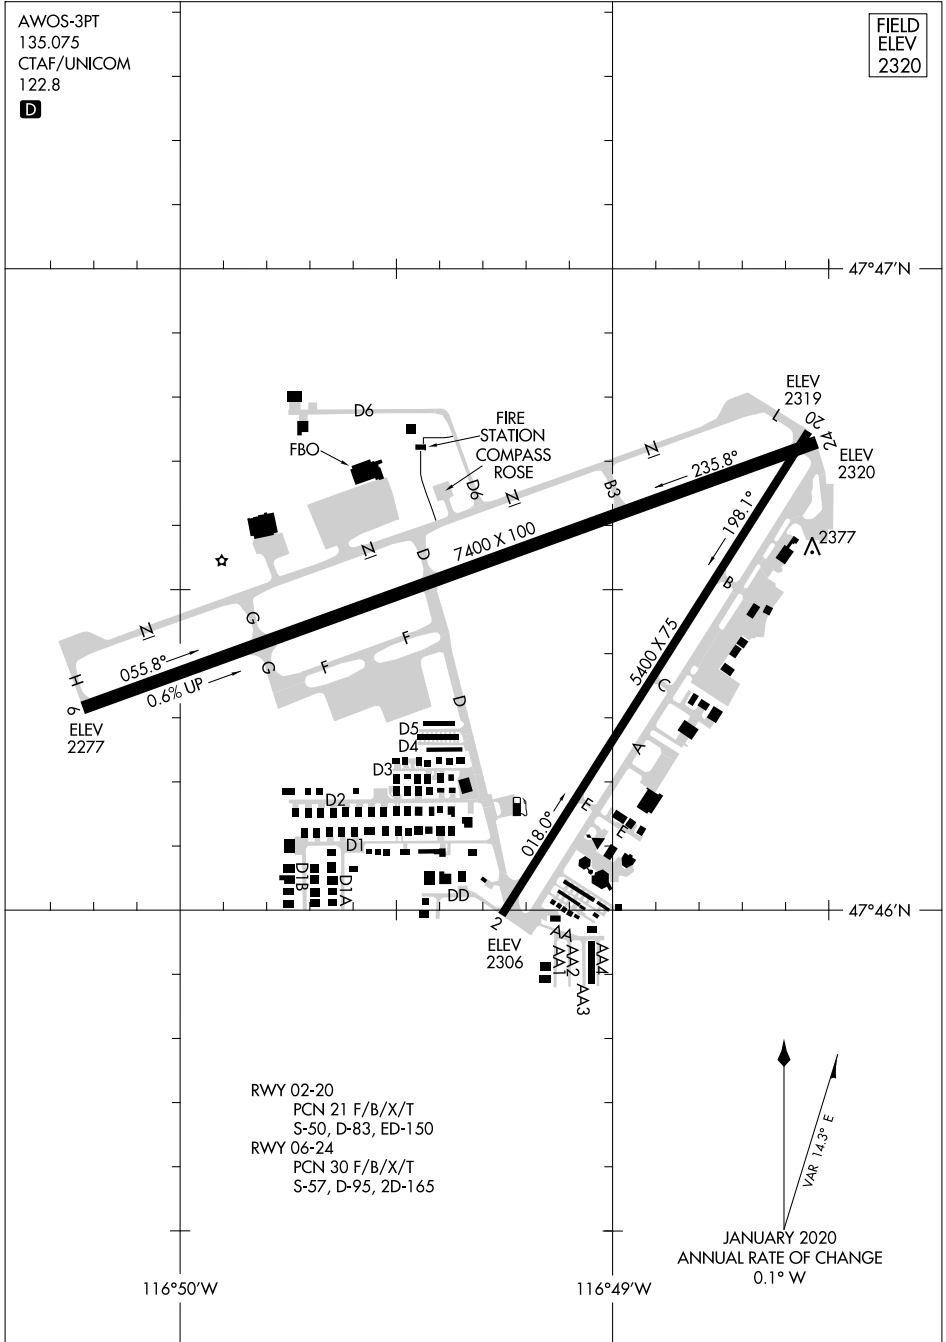 AWOS-3PT
135.075
CTAF/UNICOM
122.8
D
FIELD
ELEV
2320
47°47'N
ELEV
2319
D6
FIRE
STATION
COMPASS
ROSE
FBO
1
20
24
ELEV
2320
N
235.8°
D6
N
B3
198.1°
7400 X 100
2377
N
D
B
G
F
N
055.8°
G
F
5400 X 75
0.6% UP
H
6
C
D
ELEV
2277
D5
D4
A
D3
D2
E
018.0°
E
D1
D1B
D1A
DD
47°46'N
2
ELEV
2306
AA
AA1
AA2
AA4
AA3
RWY 02-20
PCN 21 F/B/X/T
S-50, D-83, ED-150
RWY 06-24
PCN 30 F/B/X/T
S-57, D-95, 2D-165
VAR 14.3° E
JANUARY 2020
ANNUAL RATE OF CHANGE
0.1° W
116°50'W
116°49'W